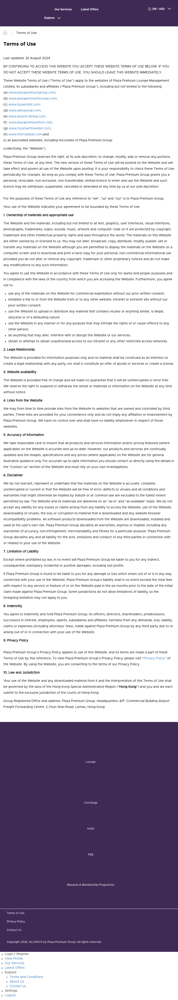 Our Services
Latest Offers
EN | USD
Explore
Terms of Use
Terms of Use
Last updated: 26 August 2024
BY CONTINUING TO ACCESS THIS WEBSITE YOU ACCEPT THESE WEBSITE TERMS OF USE BELOW. IF YOU
DO NOT ACCEPT THESE WEBSITE TERMS OF USE, YOU SHOULD LEAVE THIS WEBSITE IMMEDIATELY.
These Website Terms of Use (“Terms of Use”) apply to the websites of Plaza Premium Lounge Management
Limited, its subsidiaries and affiliates (“Plaza Premium Group”), including but not limited to the following:
(a) www.plazapremiumgroup.com;
(b) www.plazapremiumlounge.com;
(c) www.myaerotel.com;
(d) www.allwaysvip.com;
(e) www.airport-dining.com;
(f) www.plazapremiumfirst.com;
(g) www.mysmarttraveller.com;
(h) www.intervalsbar.com;and
(i) all associated websites, including microsites of Plaza Premium Group.
(collectively, the “Website”)
Plaza Premium Group reserves the right, at its sole discretion, to change, modify, add or remove any portions
these Terms of Use, at any time. The new version of these Terms of Use will be posted on the Website and will
take effect and govern all use of the Website upon posting. It is your responsibility to check these Terms of Use
periodically for changes. As long as you comply with these Terms of Use, Plaza Premium Group grants you a
personal, revocable, non-exclusive, non-transferable, limited licence to enter and use the Website and such
licence may be withdrawn, suspended, cancelled or amended at any time by us at our sole discretion.
For the purposes of these Terms of Use any reference to "we", "us" and "our" is to Plaza Premium Group.
Your use of the Website indicates your agreement to be bounded by these Terms of Use.
1. Ownership of materials and appropriate use
The Website and the materials, including but not limited to all text, graphics, user interfaces, visual interfaces,
photographs, trademarks, logos, sounds, music, artwork and computer code on it are protected by copyright,
trademark and other intellectual property rights and laws throughout the world. The materials on this Website
are either owned by or licensed to us. You may not alter, broadcast, copy, distribute, modify, publish, sell or
transfer any materials on the Website although you are permitted to display the materials on the Website on a
computer screen and to download and print a hard copy for your personal, non-commercial informational use
provided you do not alter or remove any copyright, trademark or other proprietary notices and do not make
any modifications to any such information.
You agree to use this Website in accordance with these Terms of Use only for lawful and proper purposes and
in compliance with the laws of the country from which you are accessing the Website. Furthermore, you agree
not to:
• use any of the materials on this Website for commercial exploitation without our prior written consent;
• establish a link to or from the Website from or to any other website, intranet or extranet site without our
prior written consent;
• use the Website to upload or distribute any material that contains viruses or anything similar, is illegal,
obscene or of a defaulting nature;
• use the Website in any manner or for any purpose that may infringe the rights of or cause offence to any
other person;
• do anything that may alter, interfere with or disrupt the Website or our services;
• obtain or attempt to obtain unauthorised access to our intranet or any other restricted access networks.
2. Legal Relationship
The Website is provided for information purposes only and no material shall be construed as an intention to
create a legal relationship with any party, nor shall it constitute an offer of goods or services or create a license.
3. Website availability
The Website is provided free of charge and we make no guarantee that it will be uninterrupted or error free.
We reserve the right to suspend or withdraw the whole or materials or information on the Website at any time
without notice.
4. Links from the Website
We may from time to time provide links from the Website to websites that are owned and controlled by third
parties. These links are provided for your convenience only and do not imply any affiliation or endorsement by
Plaza Premium Group. We have no control over and shall have no liability whatsoever in respect of those
websites.
5. Accuracy of Information
We take reasonable care to ensure that all products and services information and/or pricing featured (where
applicable) on the Website is accurate and up-to-date. However, our products and services are continually
updated and the images, specifications and any prices (where applicable) on the Website are for general
illustrative guidance only. For accurate up-to-date information you should contact us directly using the details in
the "Contact us" section of the Website and must rely on your own investigations.
6. Disclaimer
We do not warrant, represent or undertake that the materials on the Website is accurate, complete,
uninterrupted or current or that the Website will be free of error, defects or viruses and all conditions and
warranties that might otherwise be implied by statute or at common law are excluded to the fullest extent
permitted by law. The Website and its materials are delivered on an “as-is” and “as-available” basis. We do not
accept any liability for any losses or claims arising from any liability to access the Website, use of the Website,
downloading of viruses, the loss or corruption to material that is downloaded and any website browser
incompatibility problems. All software products downloaded from the Website are downloaded, installed and
used at the user's own risk. Plaza Premium Group disclaims all warranties, express or implied, including any
warranties of accuracy, non-infringement, merchantability and fitness for a particular purpose. Plaza Premium
Group disclaims any and all liability for the acts, omissions and conduct of any third parties in connection with
or related to your use of the Website.
7. Limitation of Liability
Except where prohibited by law, in no event will Plaza Premium Group be liable to you for any indirect,
consequential, exemplary, incidental or punitive damages, including lost profits.
If Plaza Premium Group is found to be liable to you for any damage or loss which arises out of or is in any way
connected with your use of the Website, Plaza Premium Group’s liability shall in no event exceed the total fees
with respect to any service or feature of or on the Website paid in the six months prior to the date of the initial
claim made against Plaza Premium Group. Some jurisdictions do not allow limitations of liability, so the
foregoing limitation may not apply to you.
8. Indemnity
You agree to indemnify and hold Plaza Premium Group, its officers, directors, shareholders, predecessors,
successors in interest, employees, agents, subsidiaries and affiliates, harmless from any demands, loss, liability,
claims or expenses (including attorneys’ fees), made against Plaza Premium Group by any third party due to or
arising out of or in connection with your use of the Website.
9. Privacy Policy
Plaza Premium Group’s Privacy Policy applies to use of this Website, and its terms are made a part of these
Terms of Use by this reference. To view Plaza Premium Group’s Privacy Policy, please visit “Privacy Policy” of
the Website. By using the Website, you are consenting to the terms of our Privacy Policy.
10. Law and Jurisdiction
Your use of the Website and any downloaded material from it and the interpretation of this Terms of Use shall
be governed by the laws of the Hong Kong Special Administrative Region ("Hong Kong") and you and we each
submit to the exclusive jurisdiction of the courts of Hong Kong.
Group Registered Office and address: Plaza Premium Group. Headquarters, 8/F, Commercial Building Airport
Freight Forwarding Centre, 2 Chun Wan Road, Lantau, Hong Kong.
Lounge
Concierge
Hotel
F&B
Rewards & Membership Programme
Terms of Use
Privacy Policy
Contact Us
Copyright 2026. ALLWAYS by Plaza Premium Group. All rights reserved.
• Login / Register
• View Profile
• Our Services
• Latest Offers
• Explore
◦ Terms and Conditions
◦ About Us
◦ Contact us
• Settings
• Logout